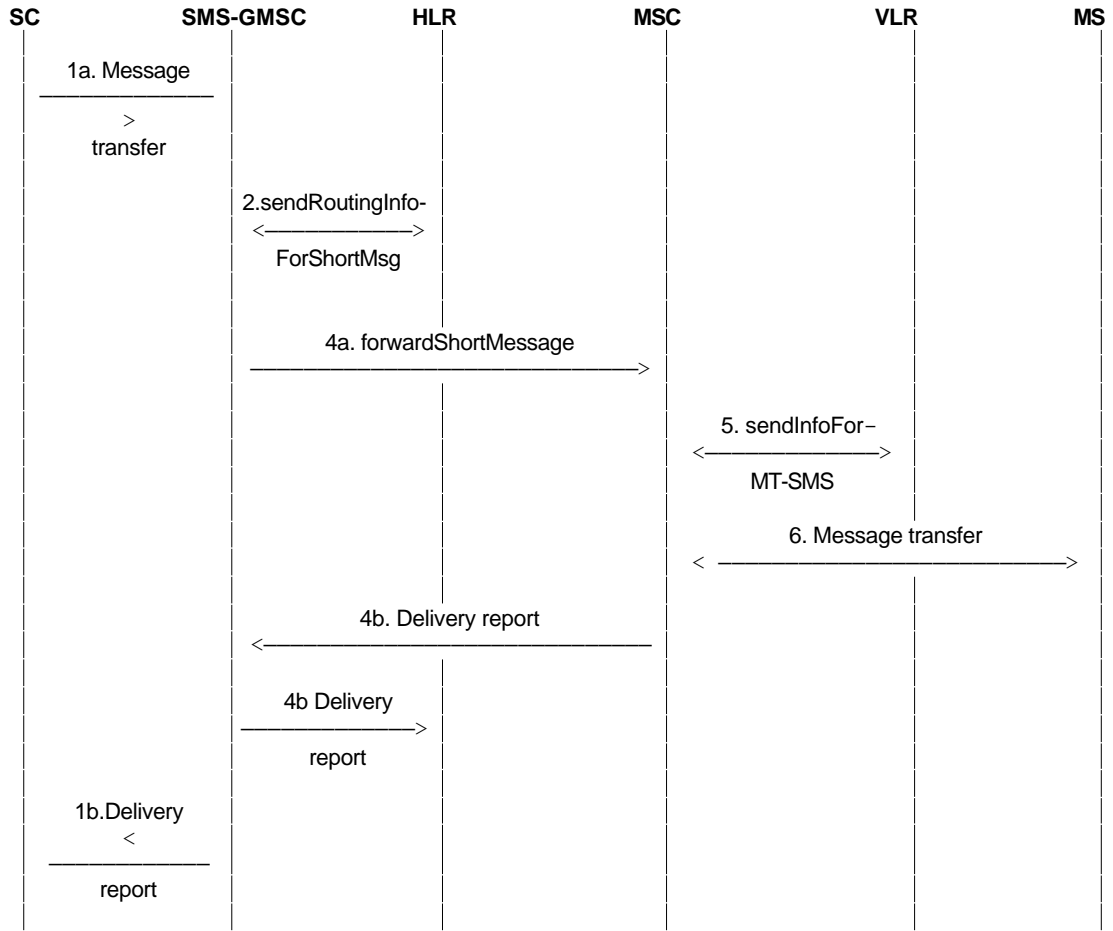 SC SMS-GMSC HLR MSC VLR MS
1a. Message
>
transfer
2.sendRoutingInfo-
<———————————>
ForShortMsg
4a. forwardShortMessage
5. sendInfoFor-
MT-SMS
6. Message transfer
4b. Delivery report
4b Delivery
report
1b.Delivery
<
report